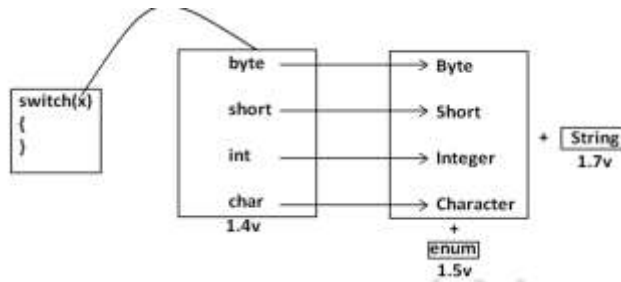 switch(x)
{
}
byte
short
int
char
1.4v
Byte
Short
Integer
Character
+
enum
1.5v
+ String
1.7v